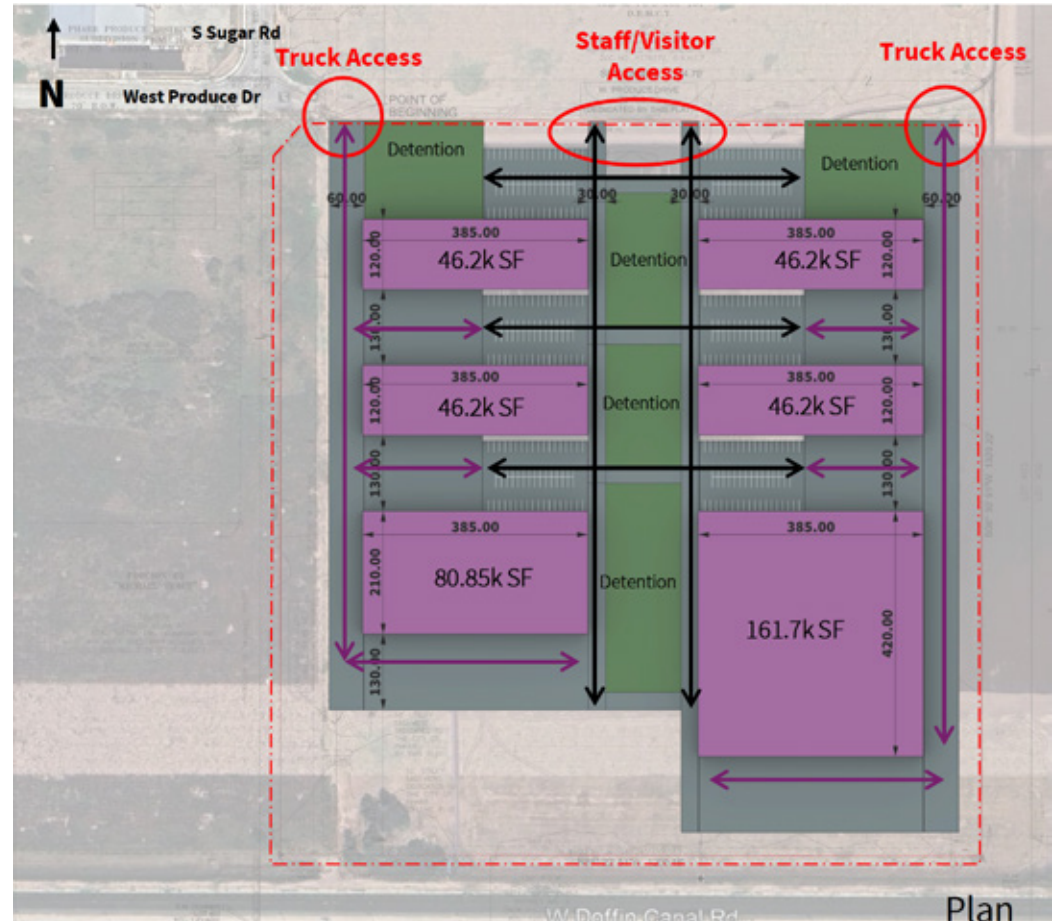 S Sugar Rd
N
West Produce Dr
Truck Access
Staff/Visitor
Access
Truck Access
POINT OF
BEGINNING
Detention
Detention
60.00
30.00
30.00
60.00
385.00
120.00
46.2k SF
Detention
385.00
120.00
46.2k SF
130.00
130.00
385.00
120.00
46.2k SF
Detention
385.00
120.00
46.2k SF
130.00
130.00
385.00
210.00
80.85k SF
Detention
385.00
161.7k SF
420.00
130.00
W Doffin Canal Rd
Plan